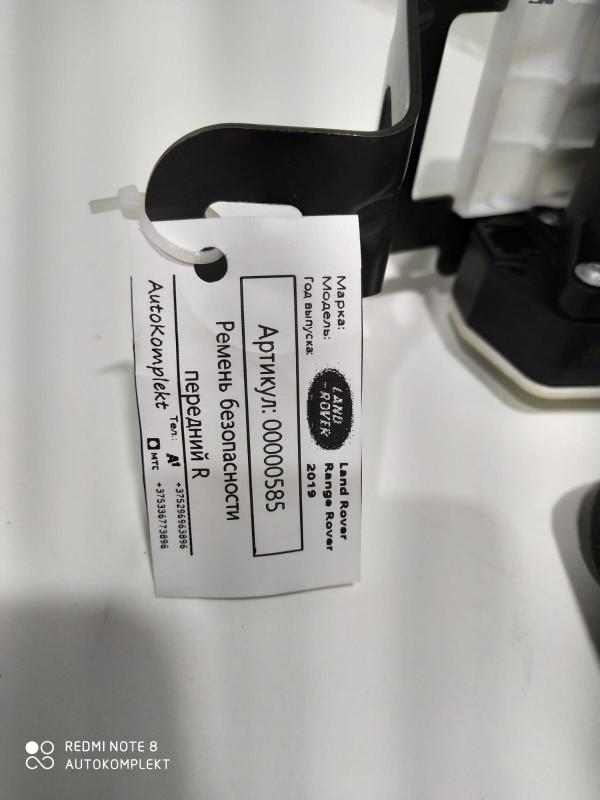 Марка: Land Rover
Модель: Range Rover
Год выпуска: 2019
LAND
ROVER
Артикул: 00000585
Ремень безопасности
передний R
AutoKomplekt Тел.: A1 +375296963896
МТС +375336773896
REDMI NOTE 8
AUTOKOMPLEKT